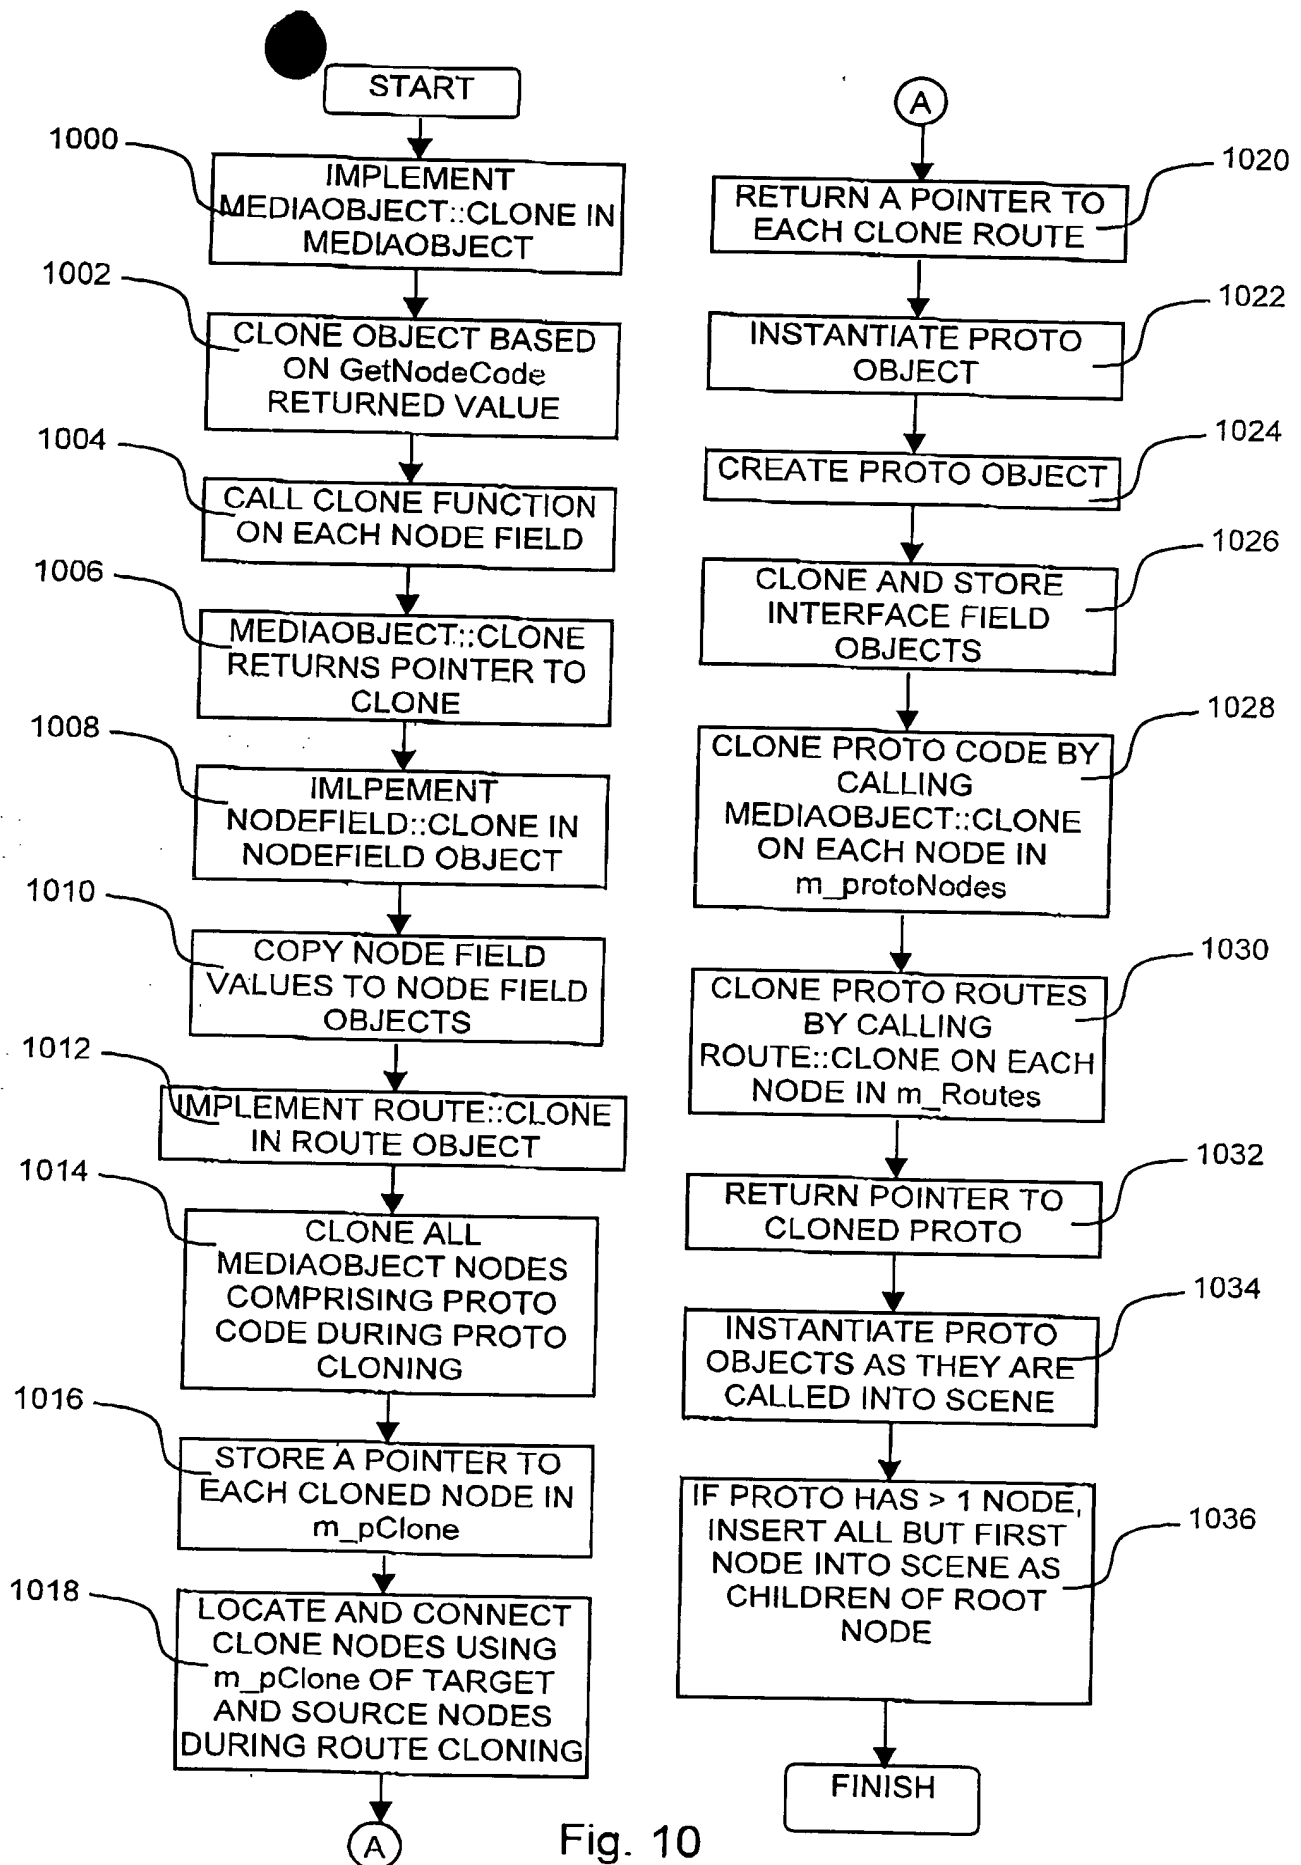 START
1000
IMPLEMENT
MEDIAOBJECT::CLONE IN
MEDIAOBJECT
1002
CLONE OBJECT BASED
ON GetNodeCode
RETURNED VALUE
1004
CALL CLONE FUNCTION
ON EACH NODE FIELD
1006
MEDIAOBJECT::CLONE
RETURNS POINTER TO
CLONE
1008
IMLPEMENT
NODEFIELD::CLONE IN
NODEFIELD OBJECT
1010
COPY NODE FIELD
VALUES TO NODE FIELD
OBJECTS
1012
IMPLEMENT ROUTE::CLONE
IN ROUTE OBJECT
1014
CLONE ALL
MEDIAOBJECT NODES
COMPRISING PROTO
CODE DURING PROTO
CLONING
1016
STORE A POINTER TO
EACH CLONED NODE IN
m_pClone
1018
LOCATE AND CONNECT
CLONE NODES USING
m_pClone OF TARGET
AND SOURCE NODES
DURING ROUTE CLONING
A
A
1020
RETURN A POINTER TO
EACH CLONE ROUTE
1022
INSTANTIATE PROTO
OBJECT
1024
CREATE PROTO OBJECT
1026
CLONE AND STORE
INTERFACE FIELD
OBJECTS
1028
CLONE PROTO CODE BY
CALLING
MEDIAOBJECT::CLONE
ON EACH NODE IN
m_protoNodes
1030
CLONE PROTO ROUTES
BY CALLING
ROUTE::CLONE ON EACH
NODE IN m_Routes
1032
RETURN POINTER TO
CLONED PROTO
1034
INSTANTIATE PROTO
OBJECTS AS THEY ARE
CALLED INTO SCENE
1036
IF PROTO HAS > 1 NODE,
INSERT ALL BUT FIRST
NODE INTO SCENE AS
CHILDREN OF ROOT
NODE
FINISH
Fig. 10